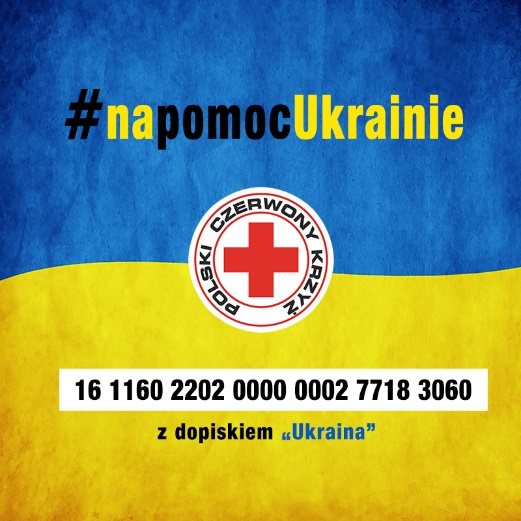 #napomocUkrainie
POLSKI CZERWONY KRZYŻ
16 1160 2202 0000 0002 7718 3060
z dopiskiem „Ukraina”